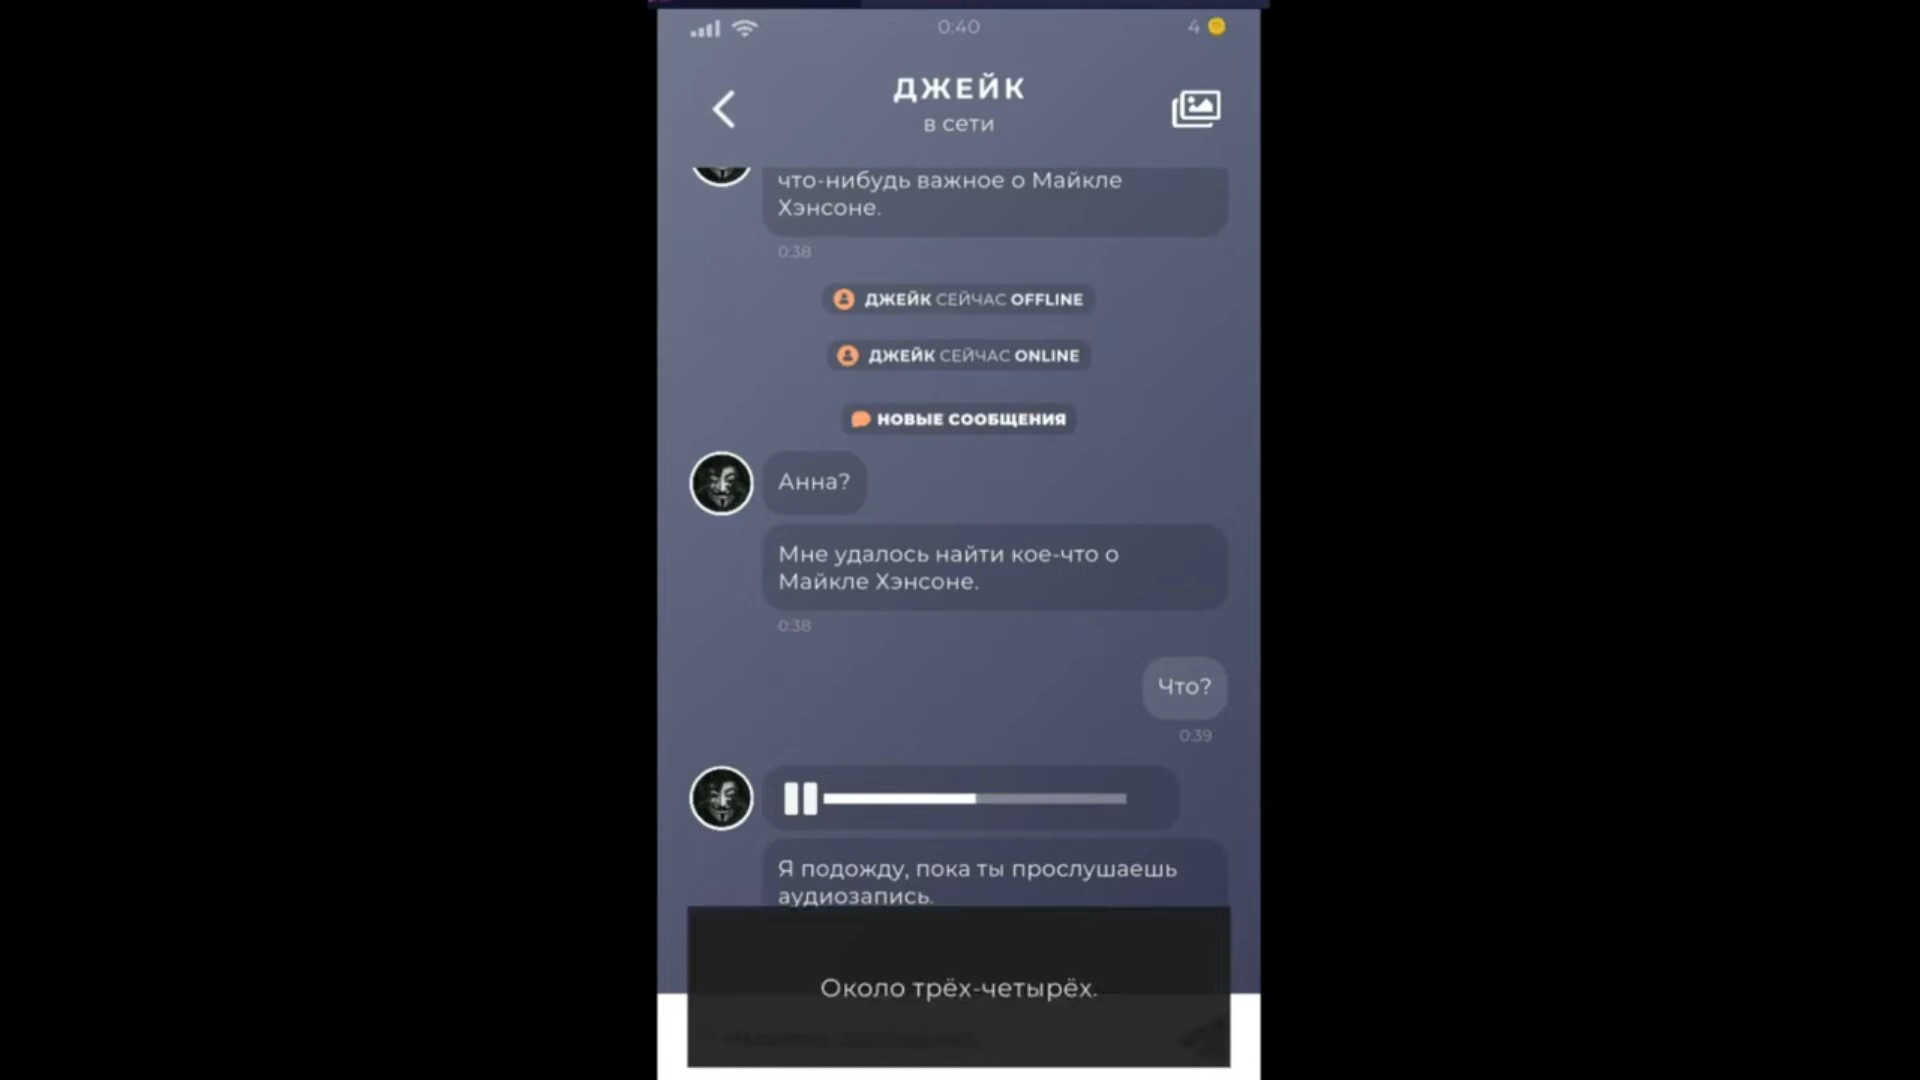 0:40
4
ДЖЕЙК
в сети
что-нибудь важное о Майкле
Хэнсоне.
0:38
ДЖЕЙК СЕЙЧАС OFFLINE
ДЖЕЙК СЕЙЧАС ONLINE
НОВЫЕ СООБЩЕНИЯ
Анна?
Мне удалось найти кое-что о
Майкле Хэнсоне.
0:38
Что?
0:39
Я подожду, пока ты прослушаешь
аудиозапись.
Около трёх-четырёх.